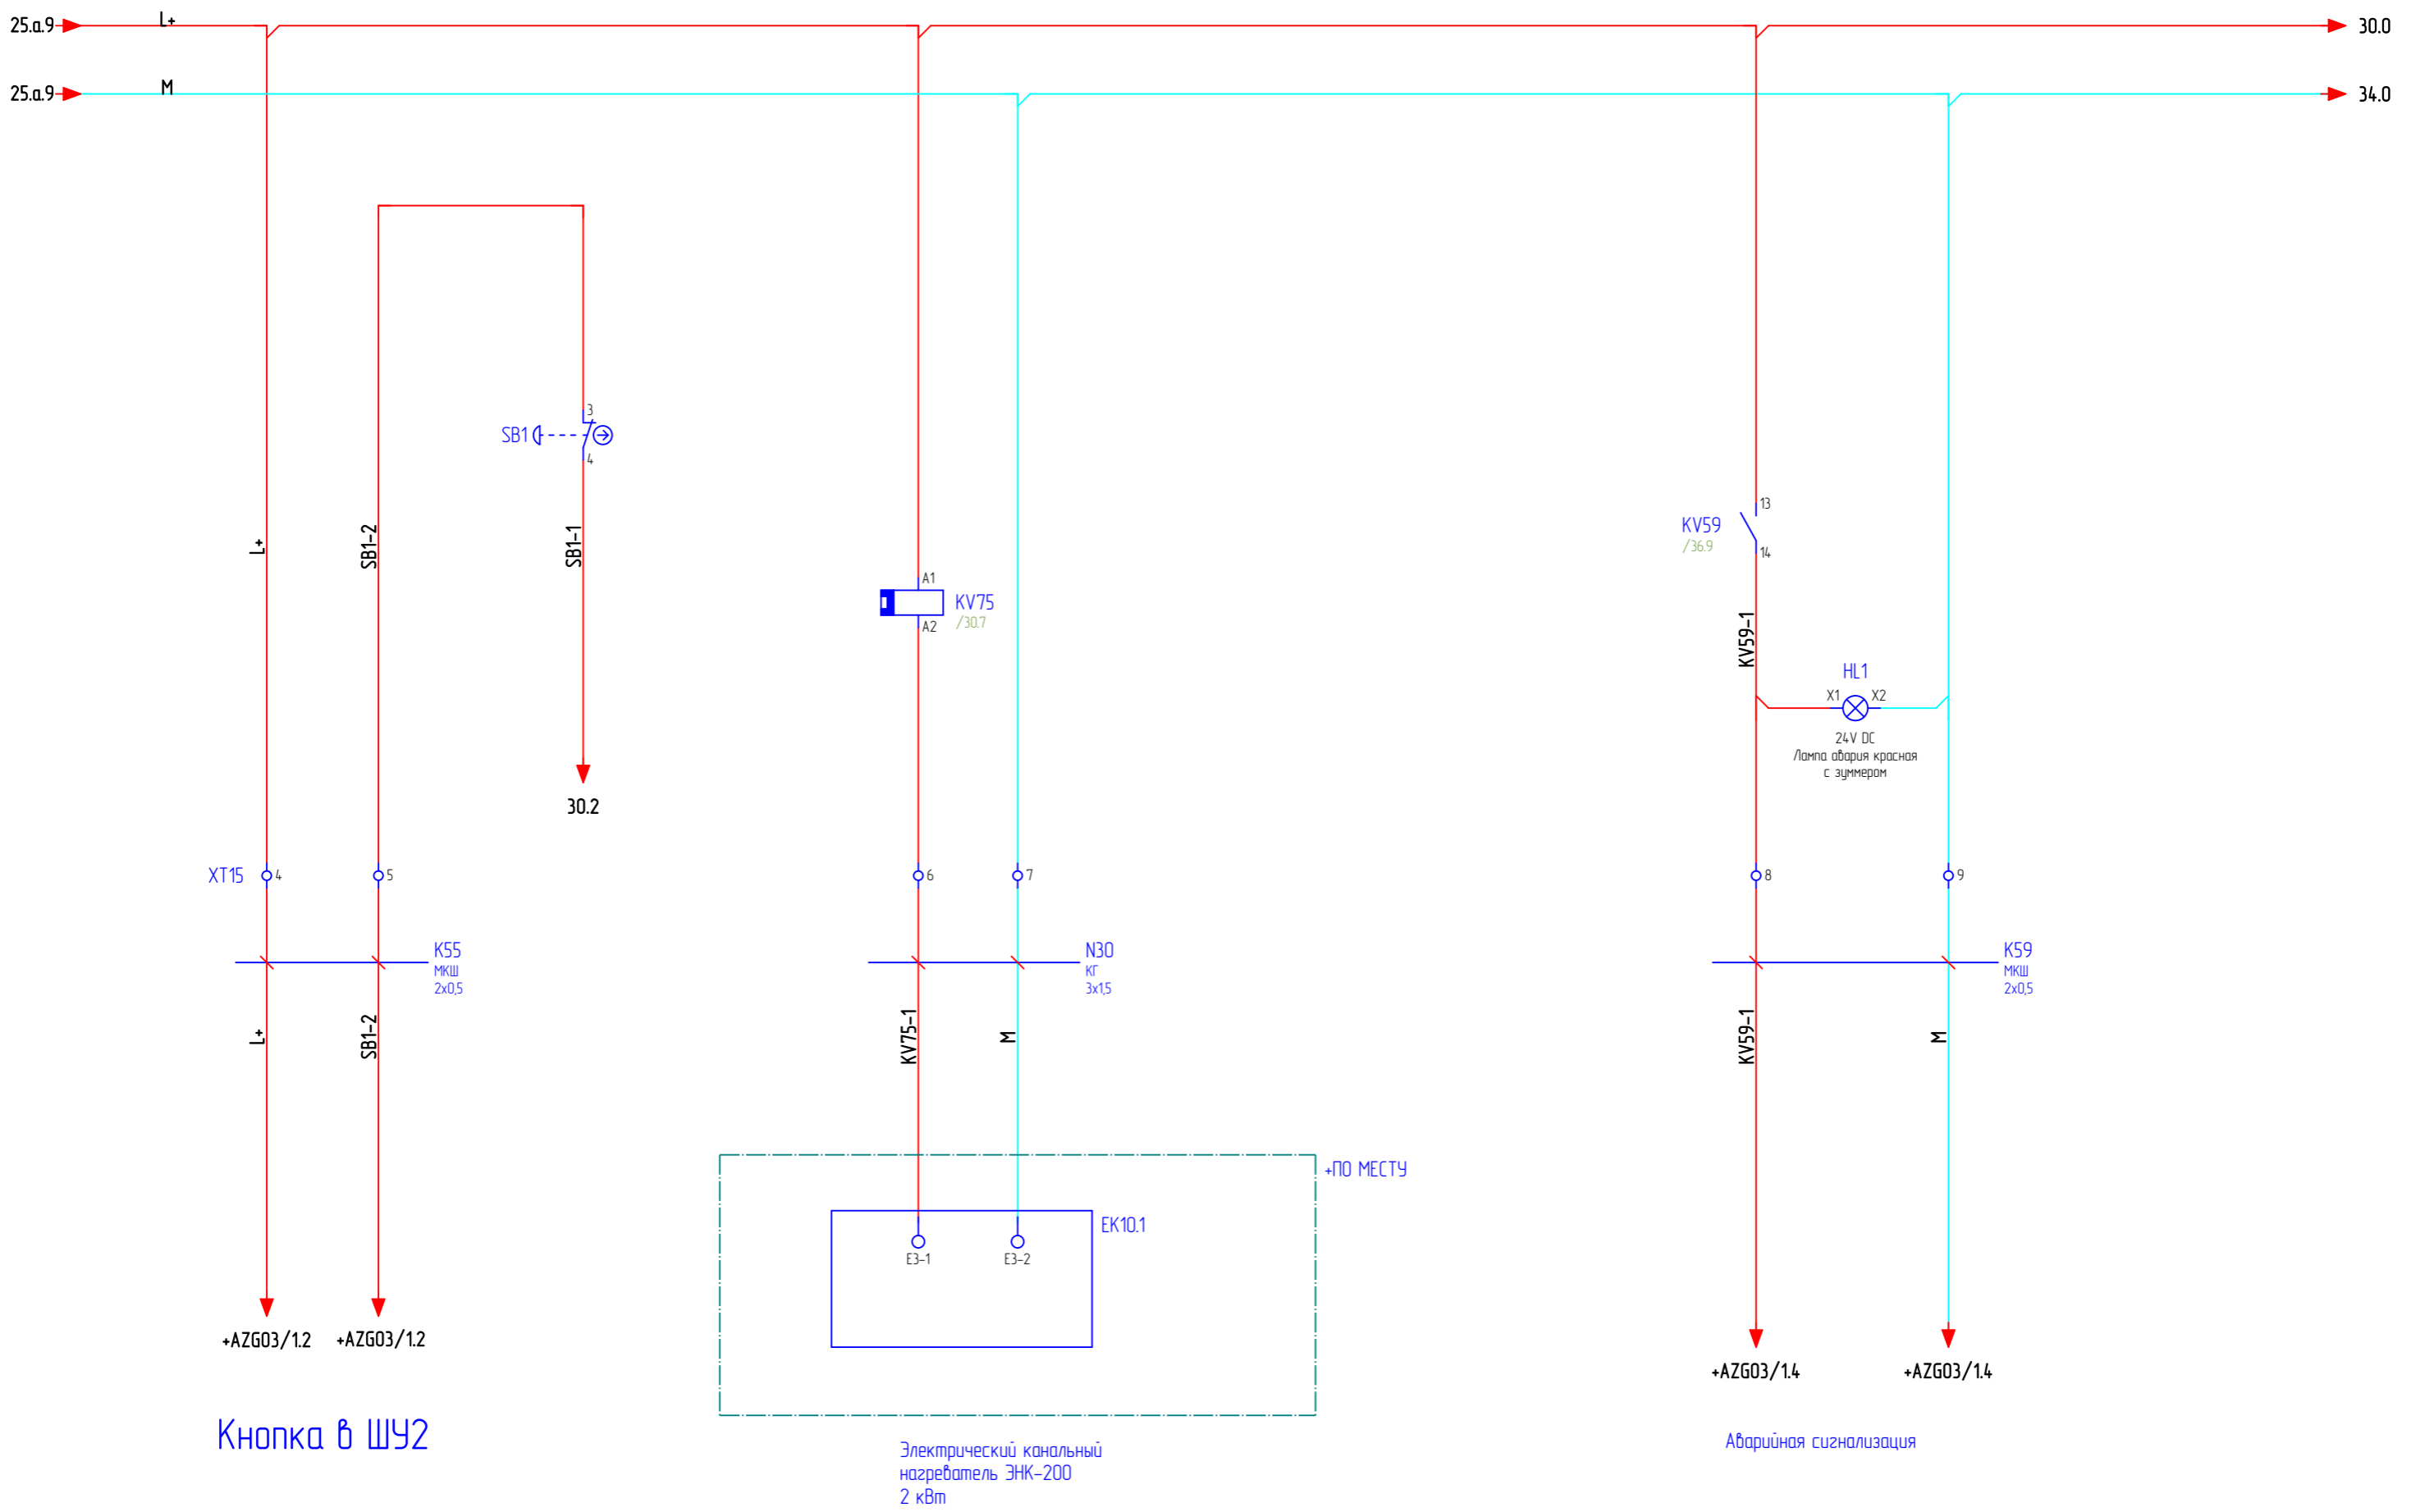 25.a.9
L+
30.0
25.a.9
M
34.0
3
SB1
4
L+
SB1-2
SB1-1
A1
KV75
/30.7
A2
13
KV59
/36.9
14
KV59-1
HL1
X1
X2
24V DC
Лампа авария красная
с зуммером
30.2
XT15
4
5
6
7
8
9
K55
МКШ
2x0,5
N30
КГ
3x1,5
K59
МКШ
2x0,5
L+
SB1-2
KV75-1
M
KV59-1
M
+ПО МЕСТУ
EK10.1
E3-1
E3-2
+AZG03/1.2
+AZG03/1.2
+AZG03/1.4
+AZG03/1.4
Кнопка в ШУ2
Электрический канальный
нагреватель ЭНК-200
2 кВт
Аварийная сигнализация